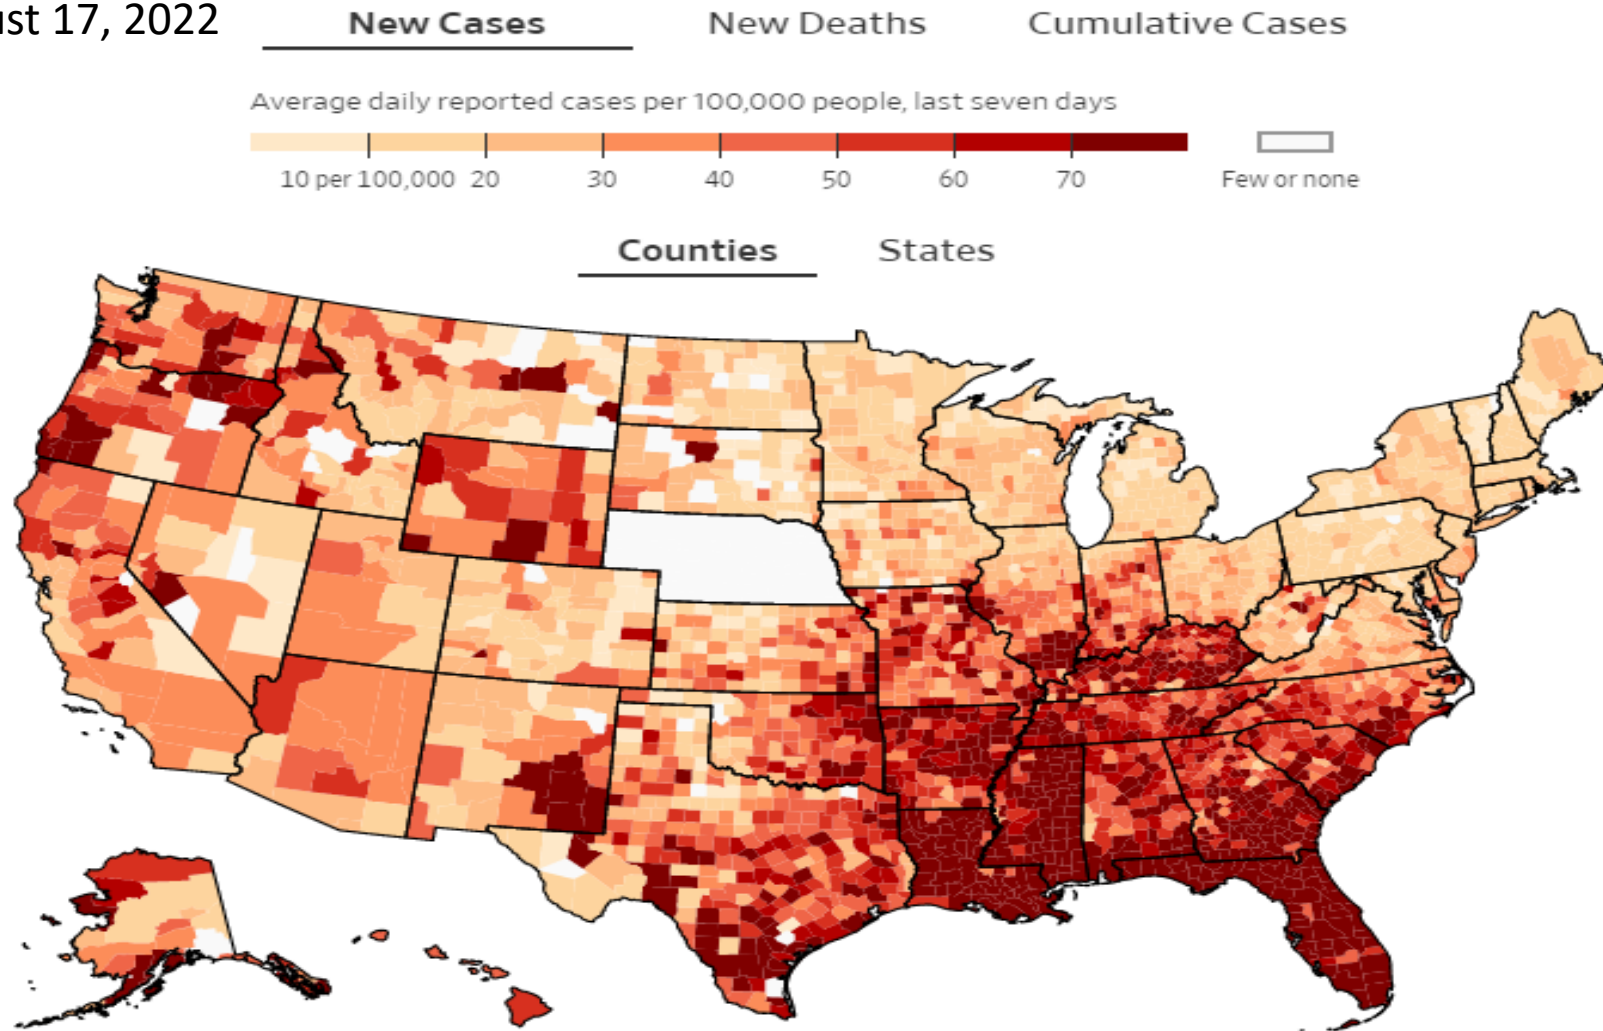 ust 17, 2022
New Cases New Deaths Cumulative Cases
Average daily reported cases per 100,000 people, last seven days
10 per 100,000 20 30 40 50 60 70 Few or none
Counties States